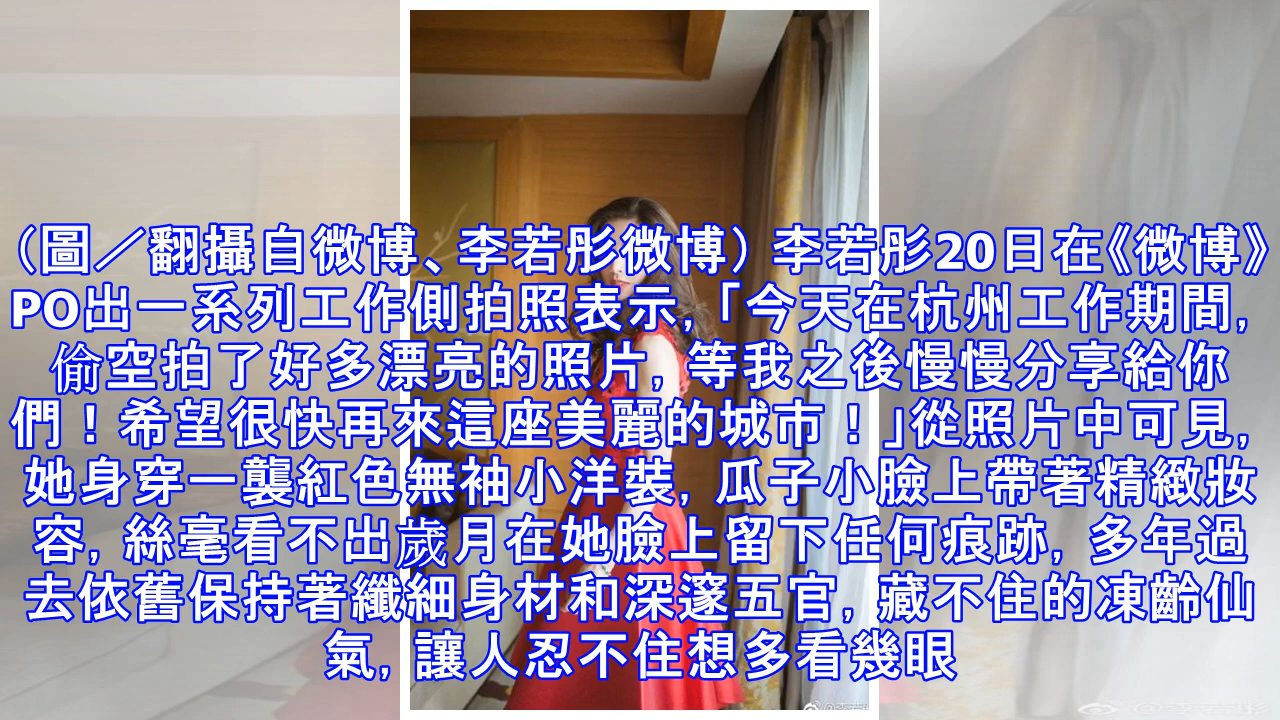 （圖／翻攝自微博、李若彤微博） 李若彤20日在《微博》
PO出一系列工作側拍照表示,「今天在杭州工作期間,
偷空拍了好多漂亮的照片, 等我之後慢慢分享給你
們！希望很快再來這座美麗的城市！」從照片中可見,
她身穿一襲紅色無袖小洋裝, 瓜子小臉上帶著精緻妝
容, 絲毫看不出歲月在她臉上留下任何痕跡, 多年過
去依舊保持著纖細身材和深邃五官, 藏不住的凍齡仙
氣, 讓人忍不住想多看幾眼